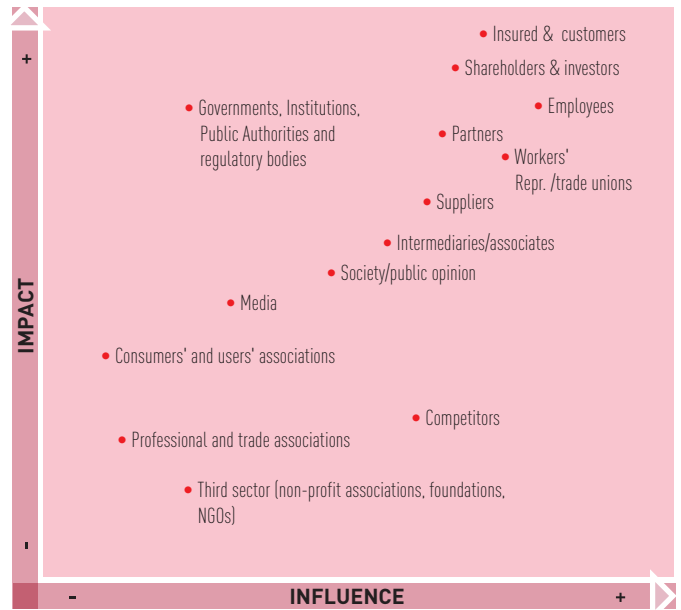 +
• Insured & customers
• Shareholders & investors
• Employees
• Governments, Institutions,
Public Authorities and
regulatory bodies
• Partners
• Workers'
Repr. /trade unions
• Suppliers
• Intermediaries/associates
• Society/public opinion
• Media
IMPACT
• Consumers' and users' associations
• Competitors
• Professional and trade associations
• Third sector (non-profit associations, foundations,
NGOs)
-
- INFLUENCE +